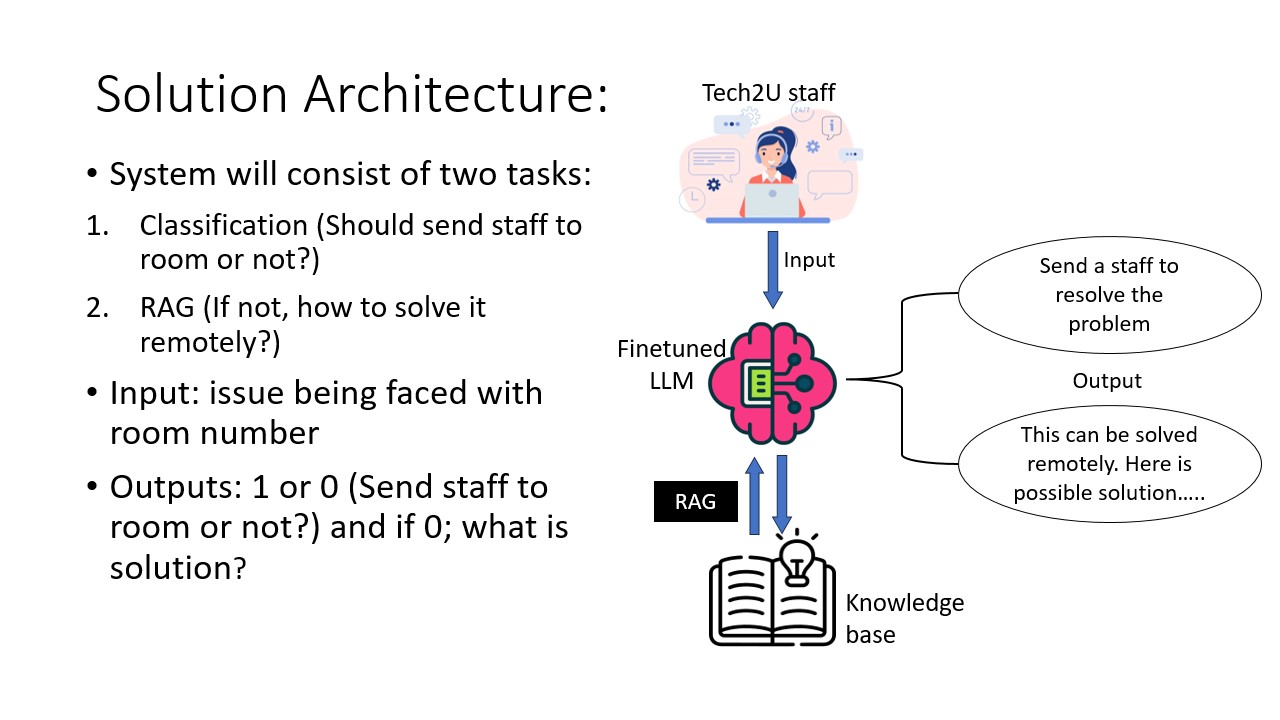 Solution Architecture:
• System will consist of two tasks:
1. Classification (Should send staff to
room or not?)
2. RAG (If not, how to solve it
remotely?)
• Input: issue being faced with
room number
• Outputs: 1 or 0 (Send staff to
room or not?) and if 0; what is
solution?
Tech2U staff
24/7
i
Input
Finetuned
LLM
RAG
Knowledge
base
Send a staff to
resolve the
problem
Output
This can be solved
remotely. Here is
possible solution…..